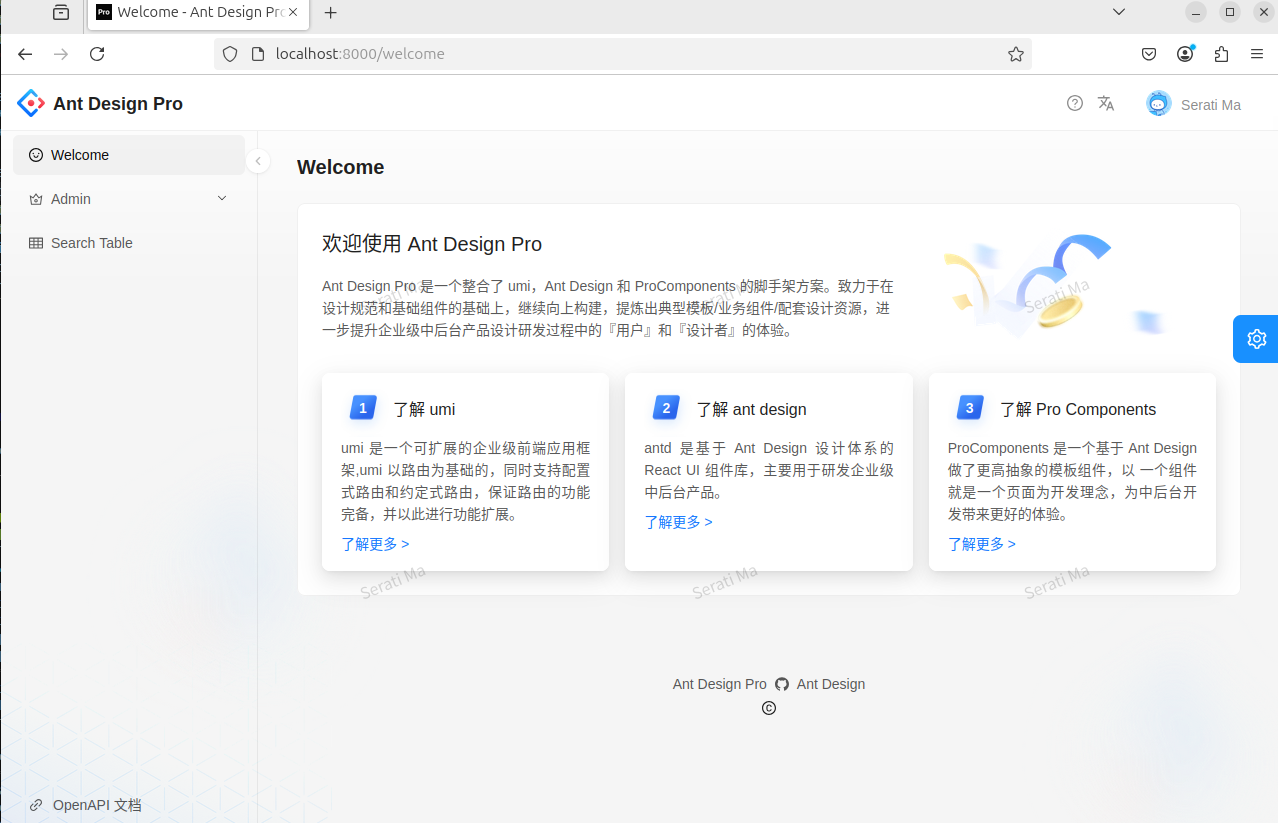 Pro Welcome - Ant Design Pro
localhost:8000/welcome
Ant Design Pro
Serati Ma
Welcome
Admin
Search Table
OpenAPI 文档
Welcome
欢迎使用 Ant Design Pro
Ant Design Pro 是一个整合了 umi，Ant Design 和 ProComponents 的脚手架方案。致力于在
设计规范和基础组件的基础上，继续向上构建，提炼出典型模板/业务组件/配套设计资源，进
一步提升企业级中后台产品设计研发过程中的『用户』和『设计者』的体验。
Serati Ma
Serati Ma
Serati Ma
1 了解 umi
umi 是一个可扩展的企业级前端应用框
架,umi 以路由为基础的，同时支持配置
式路由和约定式路由，保证路由的功能
完备，并以此进行功能扩展。
了解更多 >
2 了解 ant design
antd 是基于 Ant Design 设计体系的
React UI 组件库，主要用于研发企业级
中后台产品。
了解更多 >
3 了解 Pro Components
ProComponents 是一个基于 Ant Design
做了更高抽象的模板组件，以 一个组件
就是一个页面为开发理念，为中后台开
发带来更好的体验。
了解更多 >
Serati Ma
Serati Ma
Serati Ma
Ant Design Pro Ant Design
©